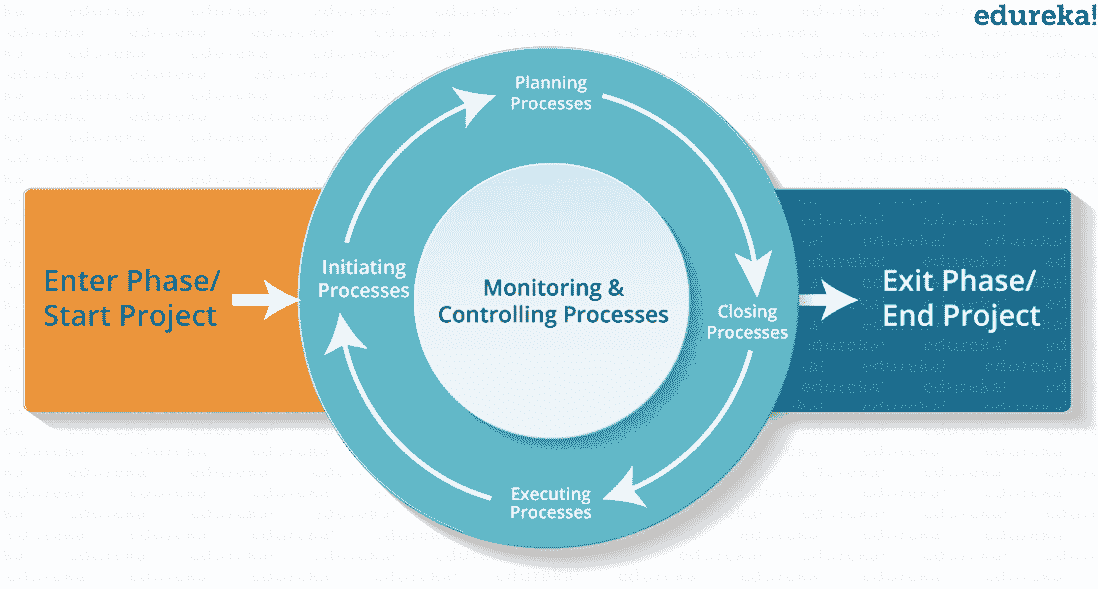 edureka!
Planning
Processes
Enter Phase/
Start Project
Initiating
Processes
Monitoring &
Controlling Processes
Closing
Processes
Exit Phase/
End Project
Executing
Processes